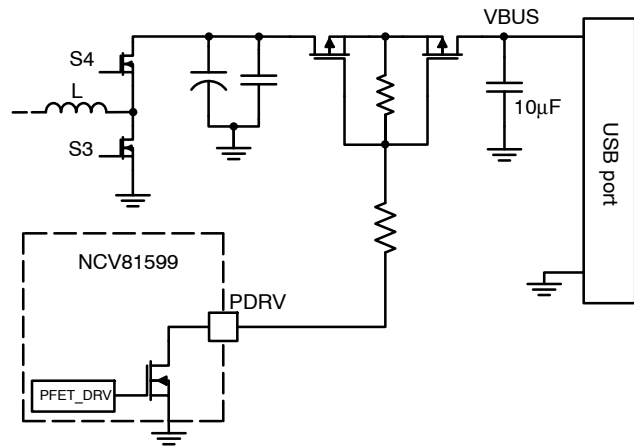 VBUS
S4
L
10μF
S3
USB port
NCV81599
PDRV
PFET_DRV